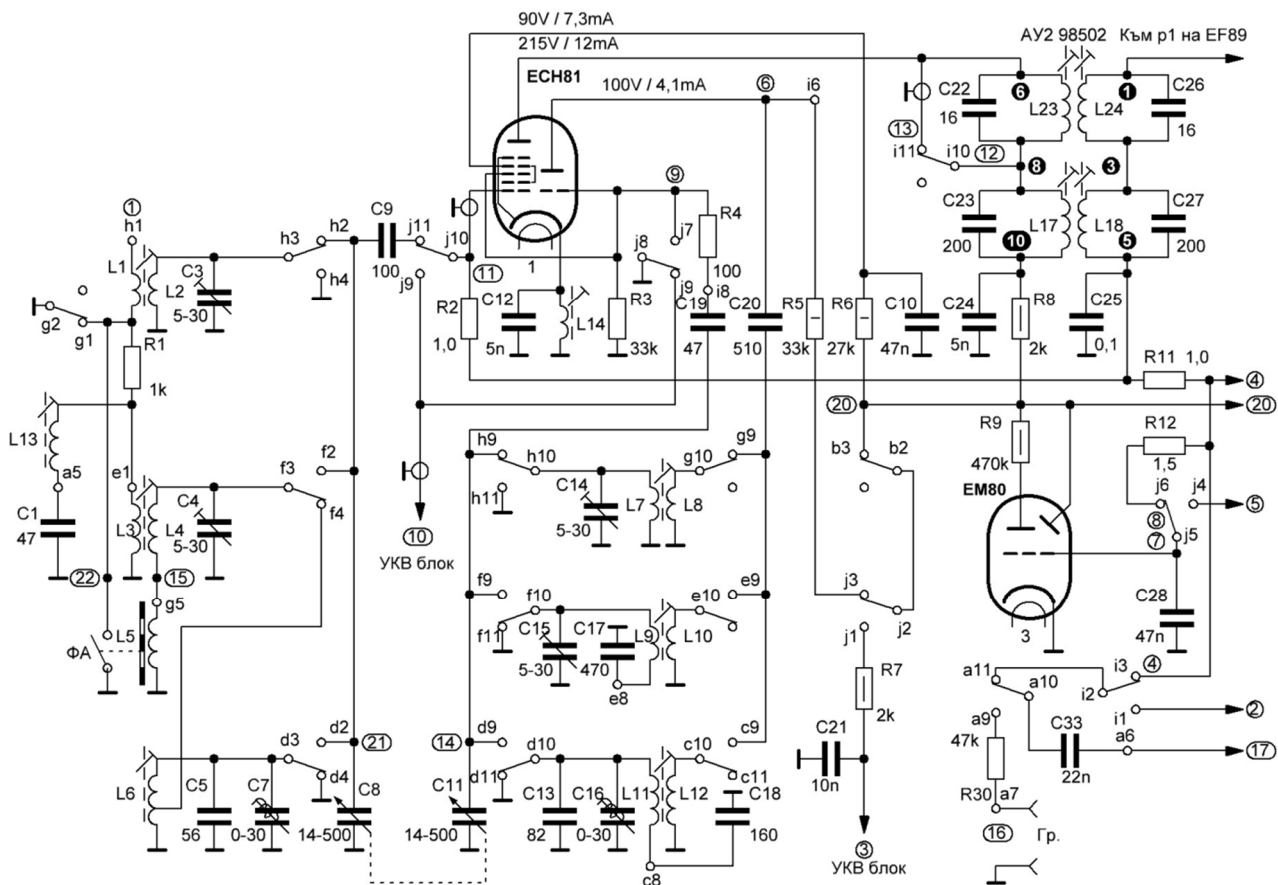 90V / 7,3mA
215V / 12mA
АУ2 98502
Към p1 на EF89
ECH81
100V / 4,1mA
6
i6
C22
16
6
L23
L24
1
C26
16
13
i11
i10
12
8
3
9
1
h1
h3
h2
C9
100
j11
j10
j9
11
h4
L1
L2
C3
5-30
g2
g1
R1
1k
1
j7
j8
j9
R4
100
i8
C23
200
L17
L18
10
5
C27
200
R2
1,0
C12
5n
L14
R3
33k
C19
47
C20
510
R5
33k
R6
27k
C10
47n
C24
5n
R8
2k
C25
0,1
R11
1,0
4
20
20
L13
a5
C1
47
e1
f3
f2
f4
L3
L4
C4
5-30
22
15
g5
L5
ФА
10
УКВ блок
h9
h10
h11
C14
5-30
L7
L8
g10
g9
b3
b2
R9
470k
EM80
3
R12
1,5
j6
j4
8
7
j5
5
C28
47n
f9
f10
f11
C15
5-30
C17
470
e8
L9
L10
e10
e9
j3
j2
j1
R7
2k
C21
10n
3
УКВ блок
a11
a10
i2
i3
4
i1
2
a9
47k
C33
22n
a6
17
R30
a7
16
Гр.
L6
C5
56
C7
0-30
d3
d2
d4
21
C8
14-500
14
C11
14-500
d9
d10
d11
C13
82
C16
0-30
L11
L12
c10
c9
c11
C18
160
c8